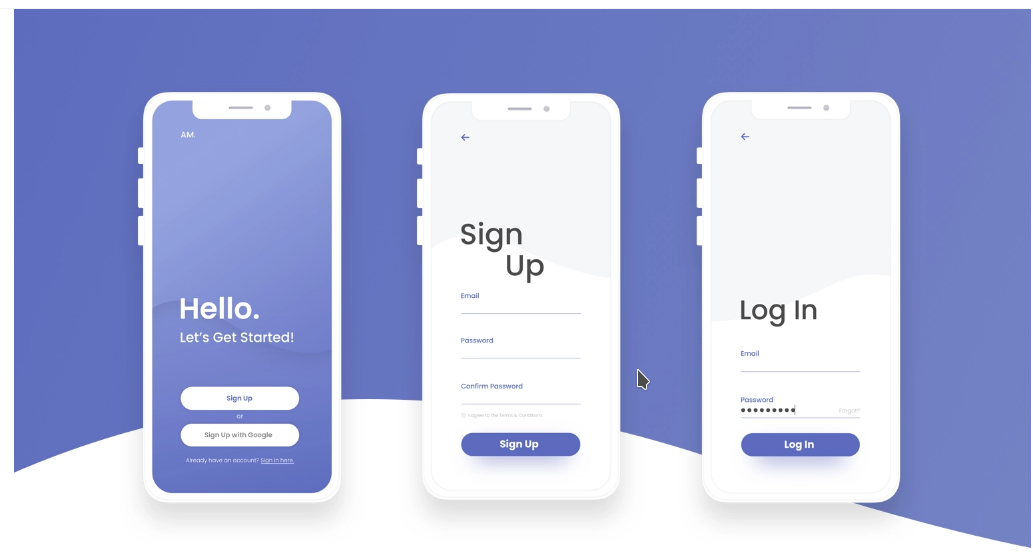 AM.
Hello.
Let's Get Started!
Sign Up
or
Sign Up with Google
Already have an account? Sign in here.
Sign
Up
Email
Password
Confirm Password
I agree to the Terms & Conditions.
Sign Up
Log In
Email
Password
Forgot?
Log In